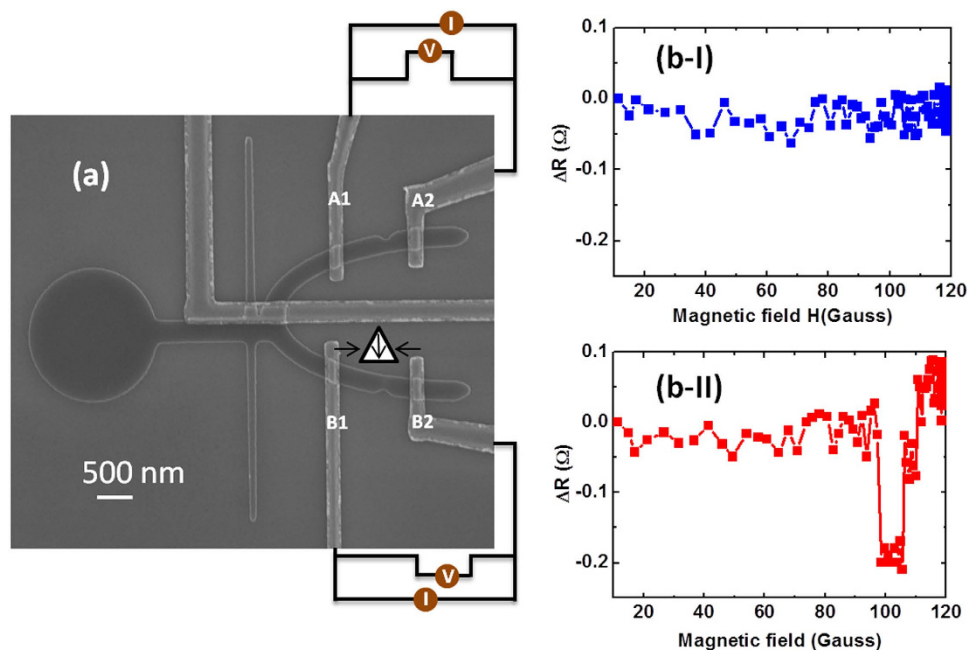 I
V
(a)
A1
A2
B1
B2
500 nm
V
I
(b-I)
0.1
0.0
-0.1
-0.2
ΔR (Ω)
20 40 60 80 100 120
Magnetic field H(Gauss)
(b-II)
0.1
0.0
-0.1
-0.2
ΔR (Ω)
20 40 60 80 100 120
Magnetic field (Gauss)